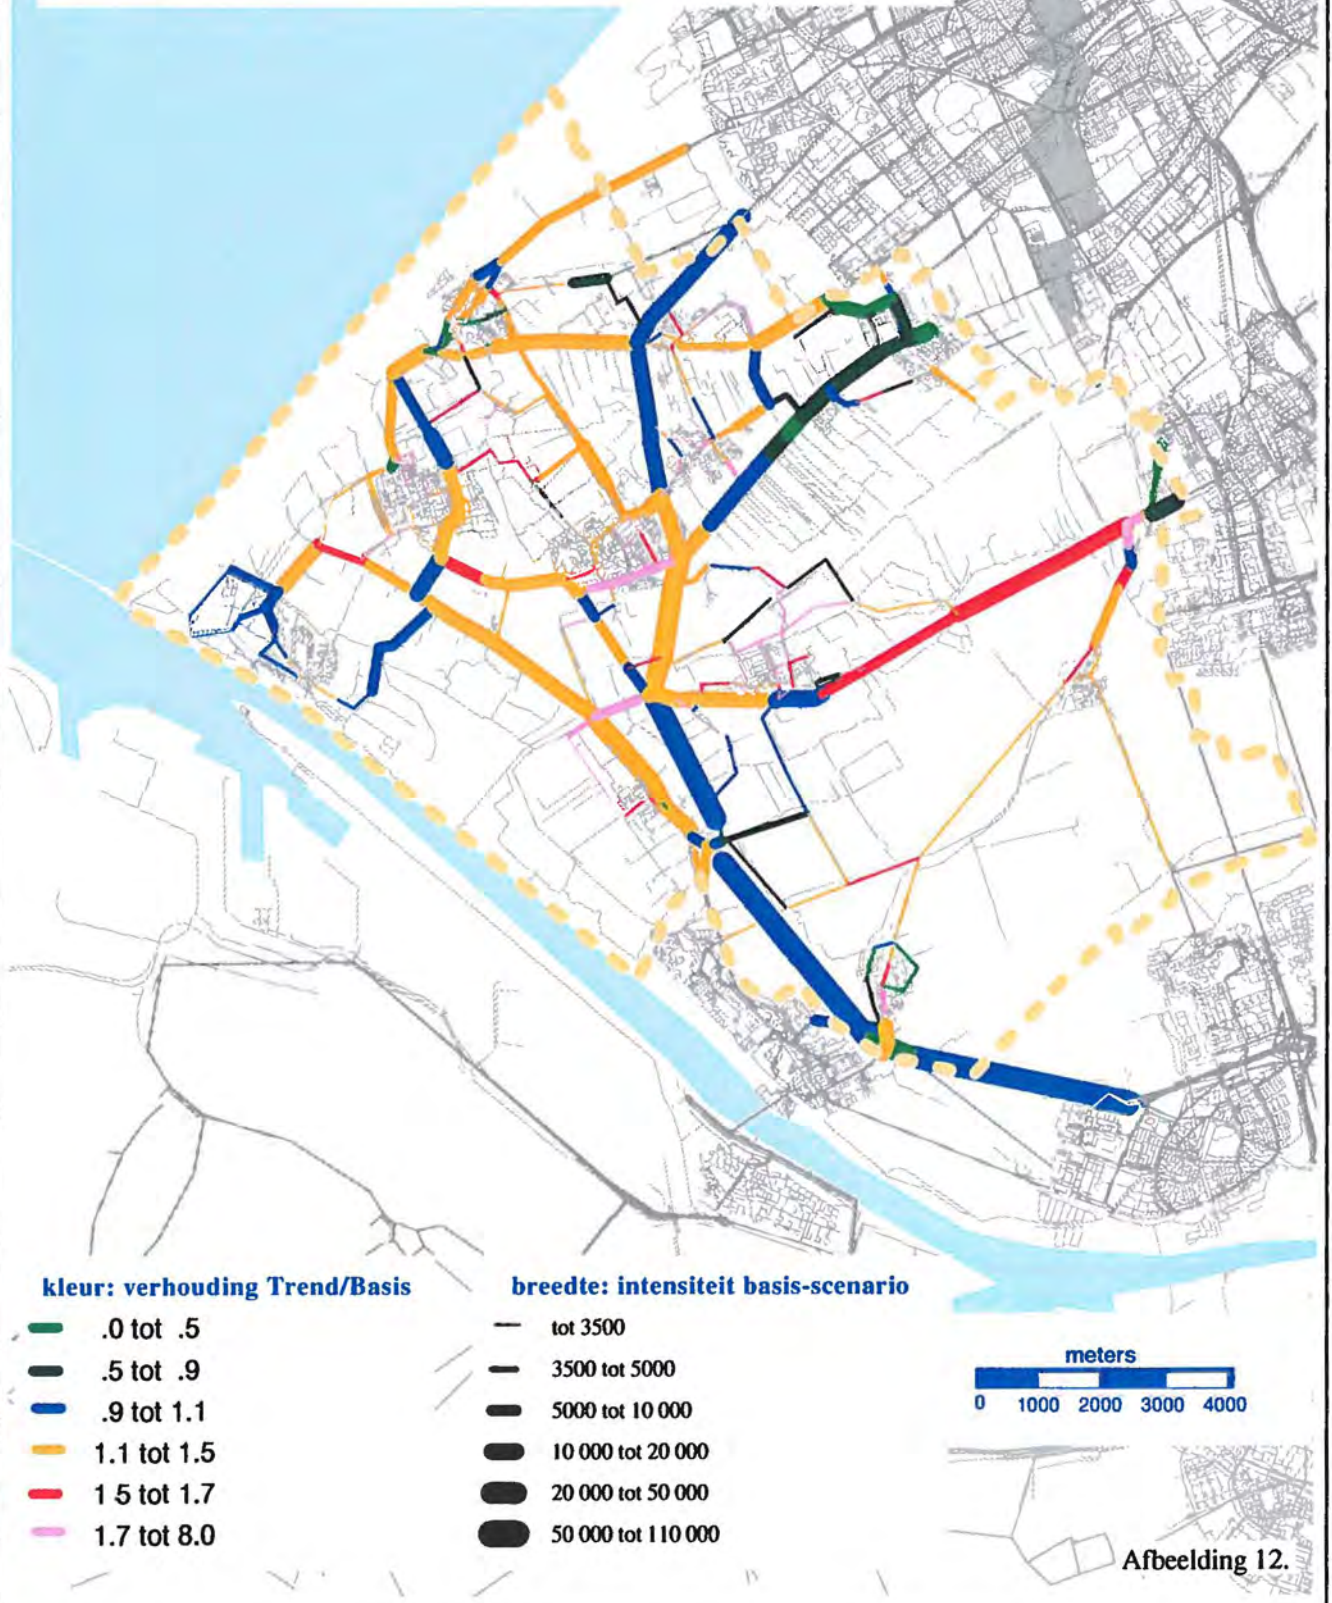 kleur: verhouding Trend/Basis
.0 tot .5
.5 tot .9
.9 tot 1.1
1.1 tot 1.5
1 5 tot 1.7
1.7 tot 8.0
breedte: intensiteit basis-scenario
tot 3500
3500 tot 5000
5000 tot 10 000
10 000 tot 20 000
20 000 tot 50 000
50 000 tot 110 000
meters
0 1000 2000 3000 4000
Afbeelding 12.